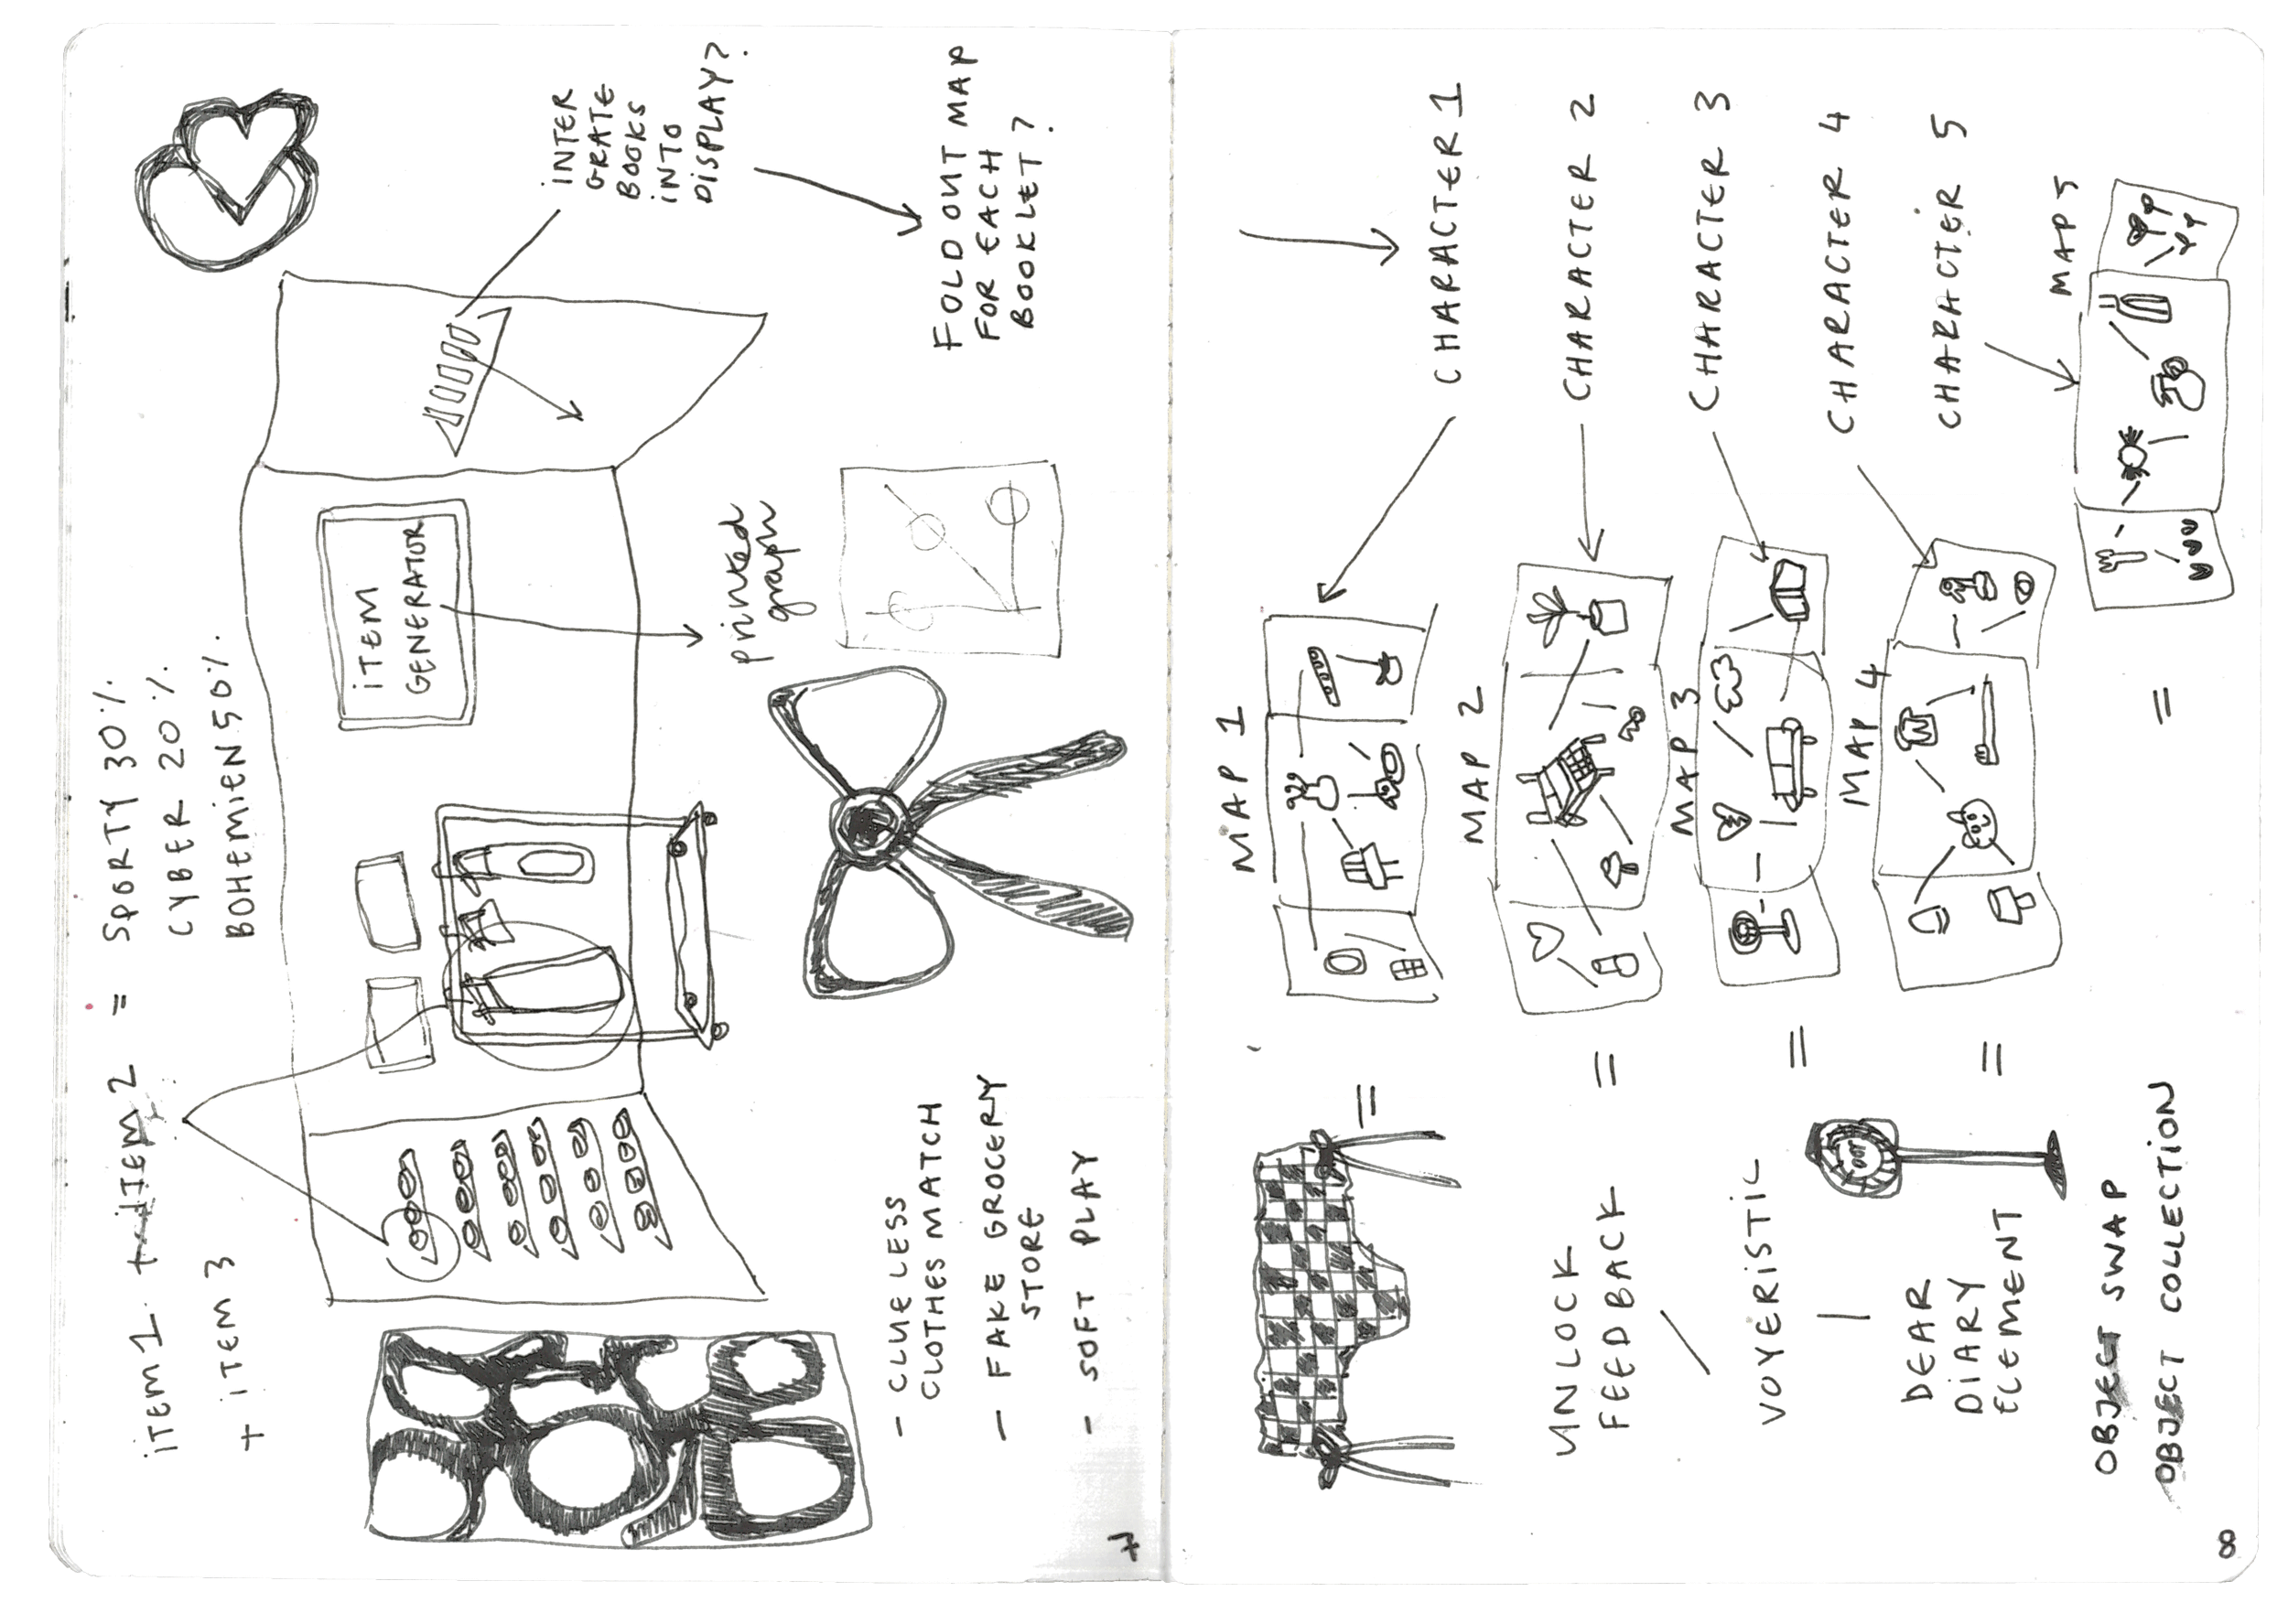 iTEM 1 + iTEM 2 = SPORTY 30%
+ iTEM 3
CYBER 20%
BOHEMIEN 50%
iTEM
GENERATOR
iNTER
GRATE
BOOKS
iNTO
DiSPLAY?
FOLD OUT MAP
FOR EACH
BOOKLET?
printed
graph
- CLUELESS
CLOTHES MATCH
- FAKE GROCERY
STORE
- SOFT PLAY
7
CHARACTER 1
CHARACTER 2
CHARACTER 3
CHARACTER 4
CHARACTER 5
MAP 1
MAP 2
MAP 3
MAP 4
MAP 5
=
=
=
=
=
UNLOCK
FEEDBACK
/
VOYERiSTiC
|
DEAR
DiARY
ELEMENT
OBJECT SWAP
OBJECT COLLECTION
8